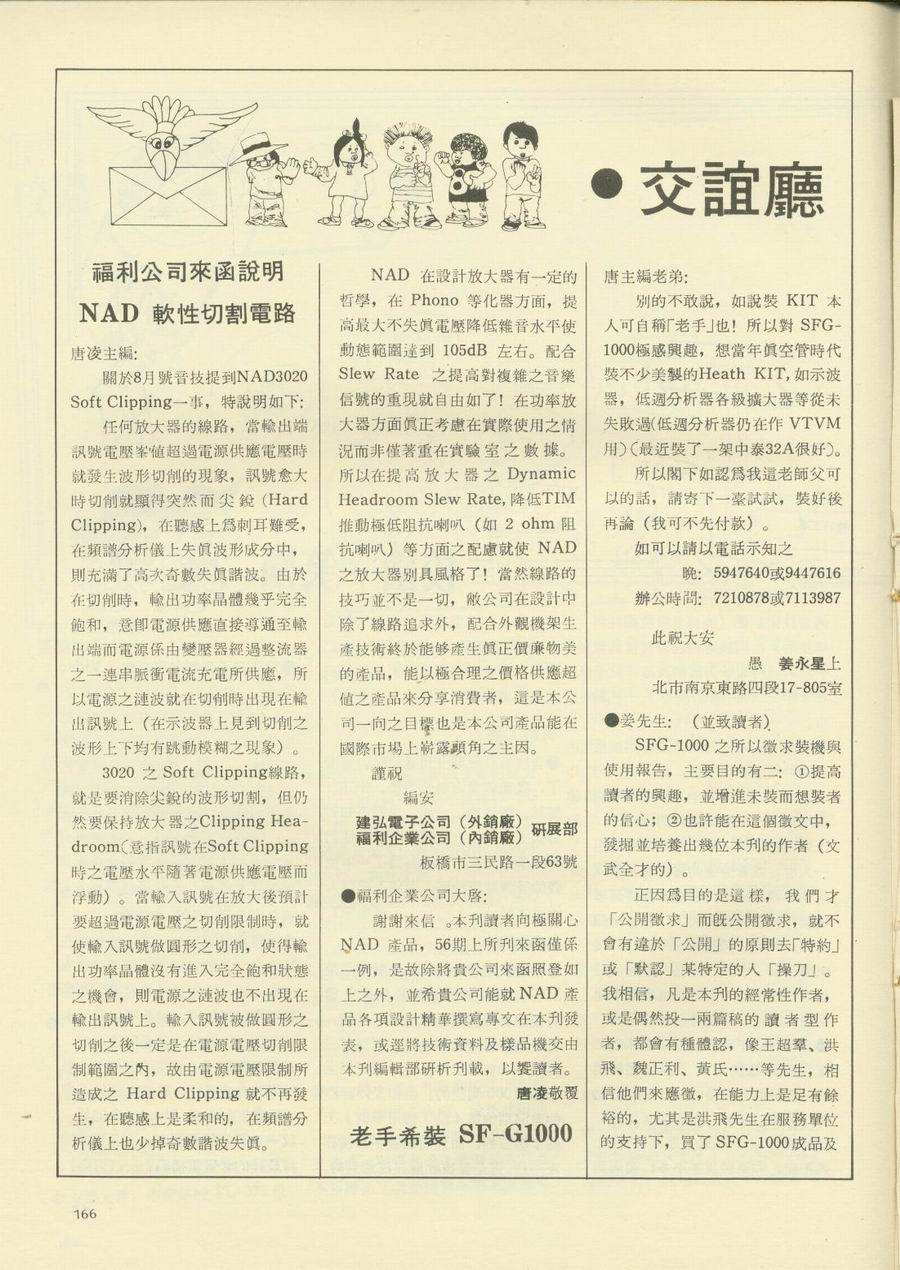 ●交誼廳
福利公司來函說明
NAD 軟性切割電路
唐凌主編:
關於8月號音技提到NAD3020
Soft Clipping一事，特說明如下:
任何放大器的線路，當輸出端
訊號電壓峯値超過電源供應電壓時
就發生波形切削的現象，訊號愈大
時切削就顯得突然而尖銳（Hard
Clipping)，在聽感上爲刺耳難受，
在頻譜分析儀上失眞波形成分中，
則充滿了高次奇數失眞諧波。由於
在切削時，輸出功率晶體幾乎完全
飽和，意卽電源供應直接導通至輸
出端而電源係由變壓器經過整流器
之一連串脈衝電流充電所供應，所
以電源之漣波就在切削時出現在輸
出訊號上（在示波器上見到切削之
波形上下均有跳動模糊之現象）。
3020 之 Soft Clipping線路，
就是要消除尖銳的波形切割，但仍
然要保持放大器之Clipping Hea-
droom(意指訊號在Soft Clipping
時之電壓水平隨著電源供應電壓而
浮動）。當輸入訊號在放大後預計
要超過電源電壓之切削限制時，就
使輸入訊號做圓形之切削，使得輸
出功率晶體沒有進入完全飽和狀態
之機會，則電源之漣波也不出現在
輸出訊號上。輸入訊號被做圓形之
切削之後一定是在電源電壓切削限
制範圍之內，故由電源電壓限制所
造成之 Hard Clipping 就不再發
生，在聽感上是柔和的，在頻譜分
析儀上也少掉奇數諧波失眞。
NAD 在設計放大器有一定的
哲學，在 Phono 等化器方面，提
高最大不失眞電壓降低雜音水平使
動態範圍達到 105dB 左右。配合
Slew Rate 之提高對複雜之音樂
信號的重現就自由如了！在功率放
大器方面眞正考慮在實際使用之情
況而非僅著重在實驗室之數據。
所以在提高放大器之 Dynamic
Headroom Slew Rate,降低TIM
推動極低阻抗喇叭（如 2 ohm 阻
抗喇叭）等方面之配慮就使 NAD
之放大器別具風格了！當然線路的
技巧並不是一切，敝公司在設計中
除了線路追求外，配合外觀機架生
產技術終於能够產生眞正價廉物美
的產品，能以極合理之價格供應超
値之產品來分享消費者，這是本公
司一向之目標也是本公司產品能在
國際市場上嶄露頭角之主因。
謹祝
編安
建弘電子公司（外銷廠）
福利企業公司（內銷廠）研展部
板橋市三民路一段63號
●福利企業公司大啓:
謝謝來信。本刊讀者向極關心
NAD 產品，56期上所刊來函僅係
一例，是故除將貴公司來函照登如
上之外，並希貴公司能就 NAD 產
品各項設計精華撰寫專文在本刊發
表，或逕將技術資料及樣品機交由
本刊編輯部研析刊載，以饗讀者。
唐凌敬覆
老手希裝 SF-G1000
唐主編老弟:
別的不敢說，如說裝 KIT 本
人可自稱「老手」也！所以對 SFG-
1000極感興趣，想當年眞空管時代
裝不少美製的Heath KIT,如示波
器，低週分析器各級擴大器等從未
失敗過(低週分析器仍在作 VTVM
用)(最近裝了一架中泰32A很好)。
所以閣下如認爲我這老師父可
以的話，請寄下一臺試試，裝好後
再論（我可不先付款）。
如可以請以電話示知之
晚: 5947640或9447616
辦公時間: 7210878或7113987
此祝大安
愚 姜永星上
北市南京東路四段17-805室
●姜先生: （並致讀者）
SFG-1000 之所以徵求裝機與
使用報告，主要目的有二: ①提高
讀者的興趣，並增進未裝而想裝者
的信心；②也許能在這個徵文中，
發掘並培養出幾位本刊的作者（文
武全才的）。
正因爲目的是這樣，我們才
「公開徵求」而旣公開徵求，就不
會有違於「公開」的原則去「特約」
或「默認」某特定的人「操刀」。
我相信，凡是本刊的經常性作者，
或是偶然投一兩篇稿的讀者型作
者，都會有種體認，像王超羣、洪
飛、魏正利、黃氏……等先生，相
信他們來應徵，在能力上是足有餘
裕的，尤其是洪飛先生在服務單位
的支持下，買了 SFG-1000成品及
166